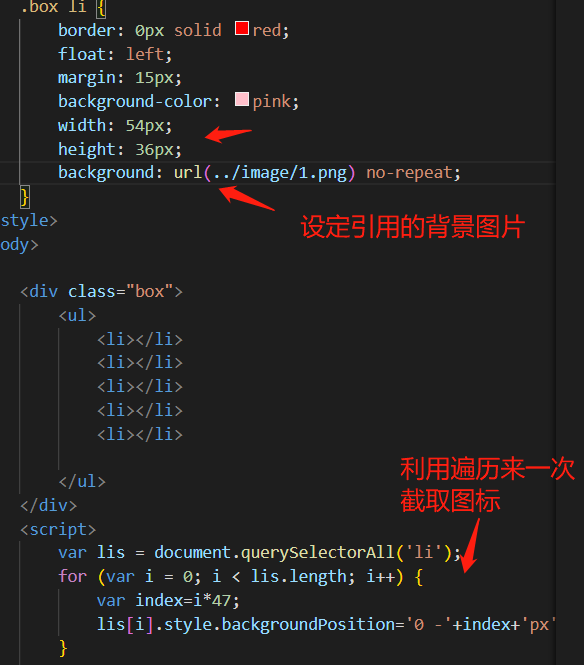 .box li {
border: 0px solid red;
float: left;
margin: 15px;
background-color: pink;
width: 54px;
height: 36px;
background: url(../image/1.png) no-repeat;
}
设定引用的背景图片
style>
ody>
<div class="box">
<ul>
<li></li>
<li></li>
<li></li>
<li></li>
<li></li>
</ul>
利用遍历来一次
截取图标
</div>
<script>
var lis = document.querySelectorAll('li');
for (var i = 0; i < lis.length; i++) {
var index=i*47;
lis[i].style.backgroundPosition='0 -'+index+'px'
}